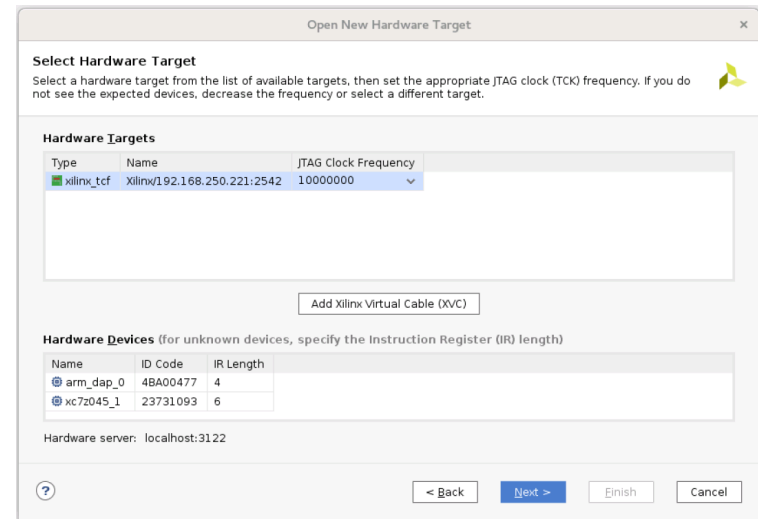 Open New Hardware Target
×
Select Hardware Target
Select a hardware target from the list of available targets, then set the appropriate JTAG clock (TCK) frequency. If you do
not see the expected devices, decrease the frequency or select a different target.
Hardware Targets
Type Name JTAG Clock Frequency
xilinx_tcf Xilinx/192.168.250.221:2542 10000000
Add Xilinx Virtual Cable (XVC)
Hardware Devices (for unknown devices, specify the Instruction Register (IR) length)
Name ID Code IR Length
arm_dap_0 4BA00477 4
xc7z045_1 23731093 6
Hardware server: localhost:3122
? < Back Next > Finish Cancel